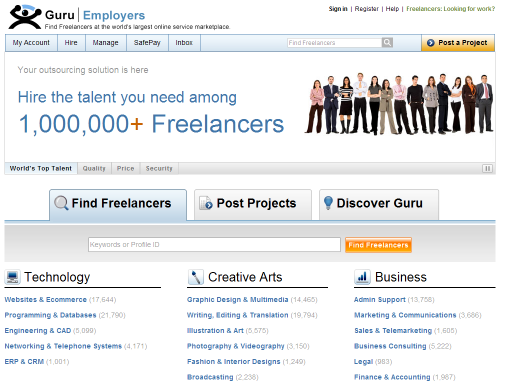 Guru Employers
Find Freelancers at the world's largest online service marketplace.
Sign in | Register | Help | Freelancers: Looking for work?
My Account Hire Manage SafePay Inbox
Find Freelancers
Post a Project
Your outsourcing solution is here
Hire the talent you need among
1,000,000+ Freelancers
World's Top Talent Quality Price Security
Find Freelancers
Post Projects
Discover Guru
Keywords or Profile ID
Find Freelancers
Technology
Websites & Ecommerce (17,644)
Programming & Databases (21,790)
Engineering & CAD (5,099)
Networking & Telephone Systems (4,171)
ERP & CRM (1,001)
Creative Arts
Graphic Design & Multimedia (14,465)
Writing, Editing & Translation (19,794)
Illustration & Art (5,575)
Photography & Videography (3,150)
Fashion & Interior Designs (1,249)
Broadcasting (2,238)
Business
Admin Support (13,758)
Marketing & Communications (3,686)
Sales & Telemarketing (1,605)
Business Consulting (5,222)
Legal (983)
Finance & Accounting (1,967)